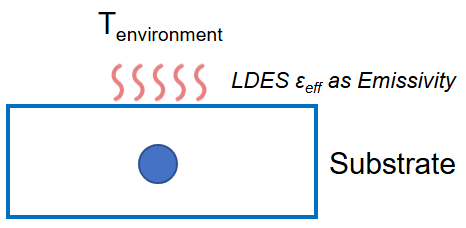 Tenvironment
LDES εeff as Emissivity
Substrate